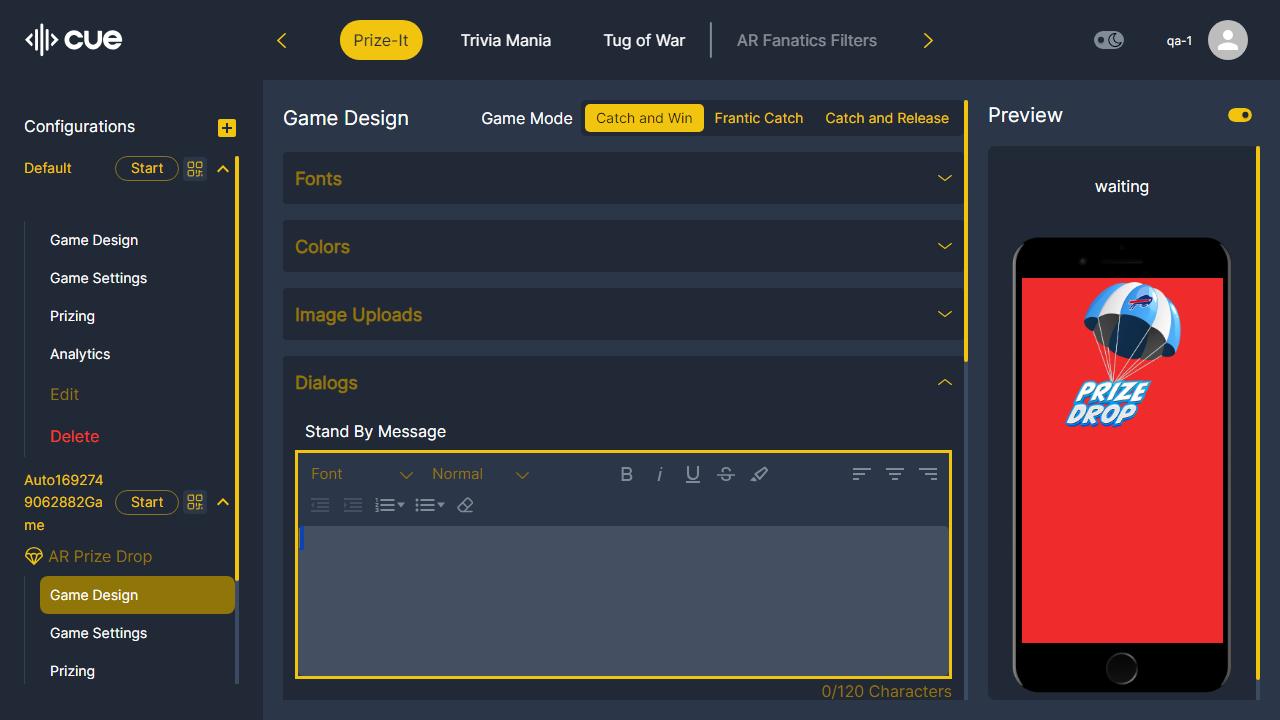 cue
Prize-It
Trivia Mania
Tug of War
AR Fanatics Filters
qa-1
Configurations
Default
Start
Game Design
Game Settings
Prizing
Analytics
Edit
Delete
Auto169274
9062882Ga
me
Start
AR Prize Drop
Game Design
Game Settings
Prizing
Game Design
Game Mode
Catch and Win
Frantic Catch
Catch and Release
Fonts
Colors
Image Uploads
Dialogs
Stand By Message
Font
Normal
B
i
U
S
0/120 Characters
Preview
waiting
PRIZE
DROP